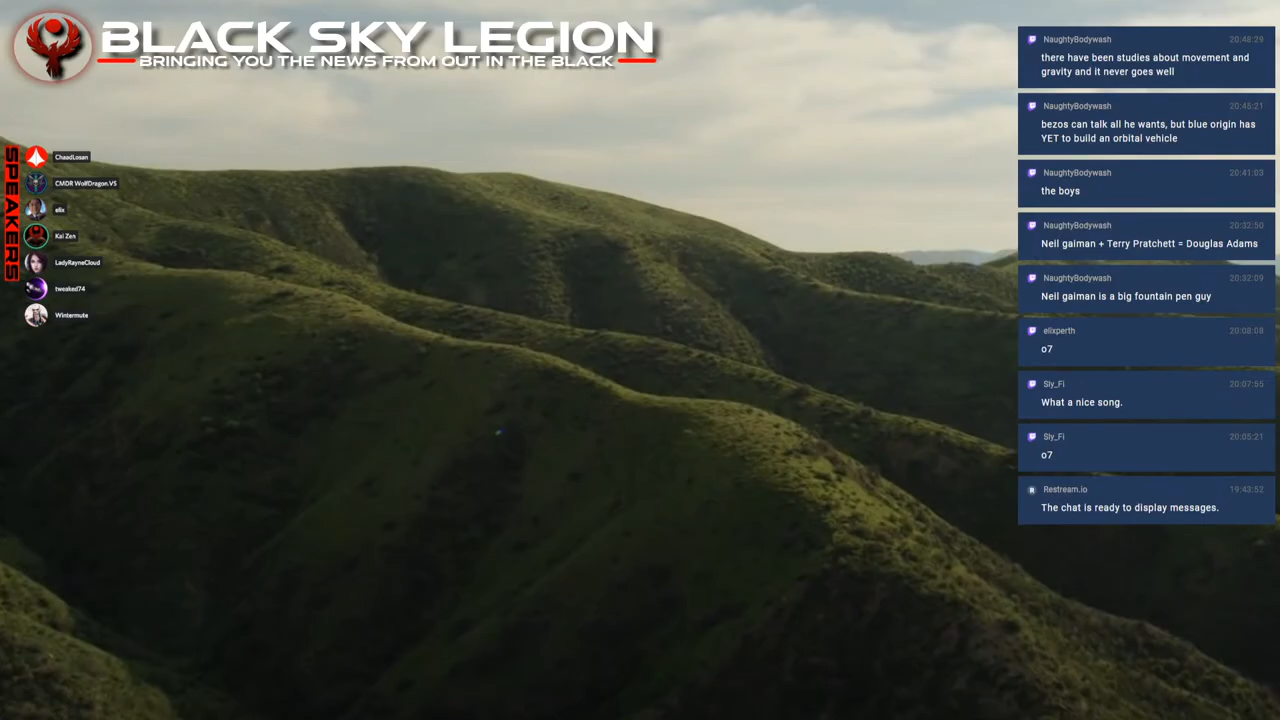 BLACK SKY LEGION
BRINGING YOU THE NEWS FROM OUT IN THE BLACK
SPEAKERS
ChaadLosan
CMDR WolfDragon.VS
elix
Kai Zen
LadyRayneCloud
tweaked74
Wintermute
NaughtyBodywash 20:48:29
there have been studies about movement and
gravity and it never goes well
NaughtyBodywash 20:45:21
bezos can talk all he wants, but blue origin has
YET to build an orbital vehicle
NaughtyBodywash 20:41:03
the boys
NaughtyBodywash 20:32:50
Neil gaiman + Terry Pratchett = Douglas Adams
NaughtyBodywash 20:32:09
Neil gaiman is a big fountain pen guy
elixperth 20:08:08
o7
Sly_Fi 20:07:55
What a nice song.
Sly_Fi 20:05:21
o7
Restream.io 19:43:52
The chat is ready to display messages.